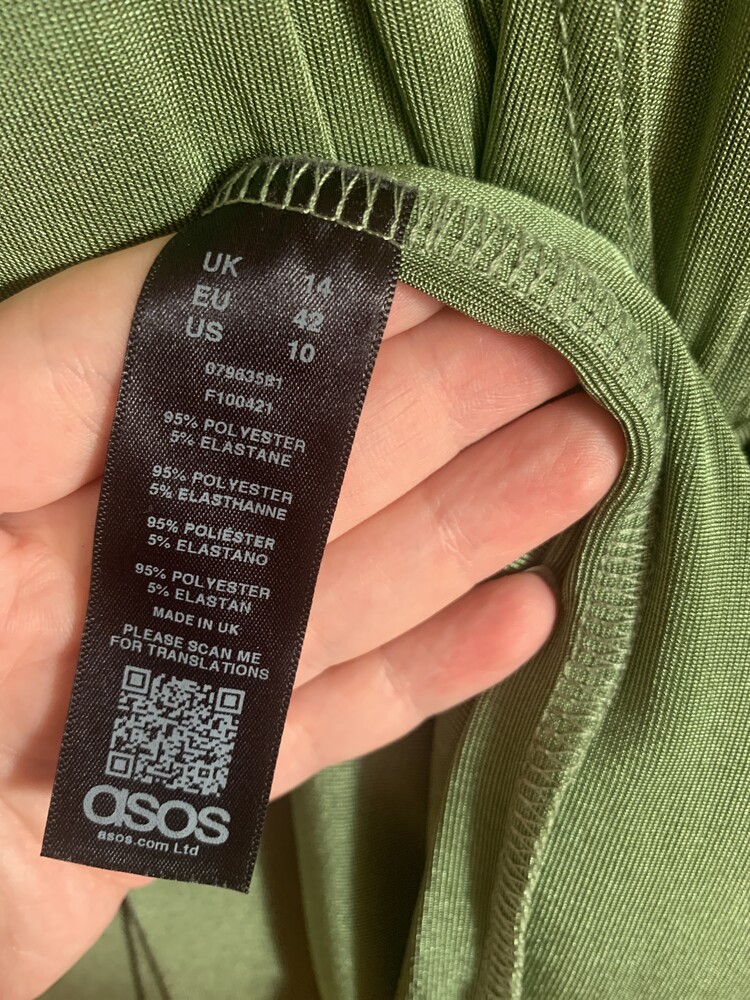 UK 14
EU 42
US 10
07963581
F100421
95% POLYESTER
5% ELASTANE
95% POLYESTER
5% ELASTHANNE
95% POLIÉSTER
5% ELASTANO
95% POLYESTER
5% ELASTAN
MADE IN UK
PLEASE SCAN ME
FOR TRANSLATIONS
asos
asos.com Ltd